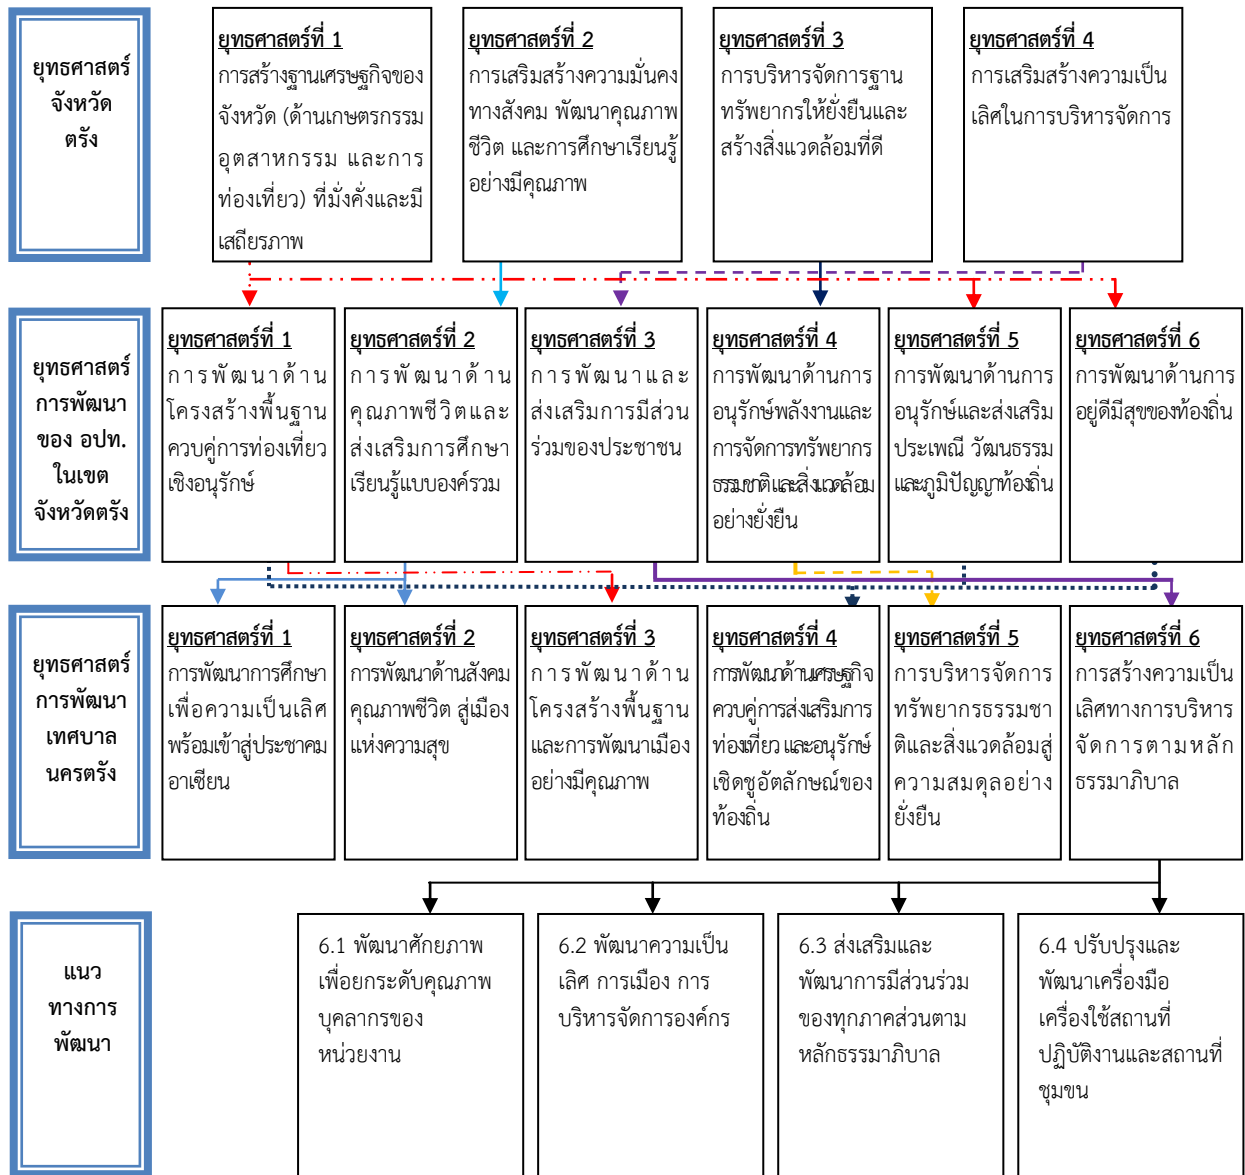 ยุทธศาสตร์
จังหวัด
ตรัง
ยุทธศาสตร์ที่ 1
การสร้างฐานเศรษฐกิจของ
จังหวัด (ด้านเกษตรกรรม
อุตสาหกรรม และการ
ท่องเที่ยว) ที่มั่งคั่งและมี
เสถียรภาพ
ยุทธศาสตร์ที่ 2
การเสริมสร้างความมั่นคง
ทางสังคม พัฒนาคุณภาพ
ชีวิต และการศึกษาเรียนรู้
อย่างมีคุณภาพ
ยุทธศาสตร์ที่ 3
การบริหารจัดการฐาน
ทรัพยากรให้ยั่งยืนและ
สร้างสิ่งแวดล้อมที่ดี
ยุทธศาสตร์ที่ 4
การเสริมสร้างความเป็น
เลิศในการบริหารจัดการ
ยุทธศาสตร์
การพัฒนา
ของ อปท.
ในเขต
จังหวัดตรัง
ยุทธศาสตร์ที่ 1
การพัฒนาด้าน
โครงสร้างพื้นฐาน
ควบคู่การท่องเที่ยว
เชิงอนุรักษ์
ยุทธศาสตร์ที่ 2
การพัฒนาด้าน
คุณภาพชีวิตและ
ส่งเสริมการศึกษา
เรียนรู้แบบองค์รวม
ยุทธศาสตร์ที่ 3
การพัฒนาและ
ส่งเสริมการมีส่วน
ร่วมของประชาชน
ยุทธศาสตร์ที่ 4
การพัฒนาด้านการ
อนุรักษ์พลังงานและ
การจัดการทรัพยากร
ธรรมชาติและสิ่งแวดล้อม
อย่างยั่งยืน
ยุทธศาสตร์ที่ 5
การพัฒนาด้านการ
อนุรักษ์และส่งเสริม
ประเพณี วัฒนธรรม
และภูมิปัญญาท้องถิ่น
ยุทธศาสตร์ที่ 6
การพัฒนาด้านการ
อยู่ดีมีสุขของท้องถิ่น
ยุทธศาสตร์
การพัฒนา
เทศบาล
นครตรัง
ยุทธศาสตร์ที่ 1
การพัฒนาการศึกษา
เพื่อความเป็นเลิศ
พร้อมเข้าสู่ประชาคม
อาเซียน
ยุทธศาสตร์ที่ 2
การพัฒนาด้านสังคม
คุณภาพชีวิต สู่เมือง
แห่งความสุข
ยุทธศาสตร์ที่ 3
การพัฒนาด้าน
โครงสร้างพื้นฐาน
และการพัฒนาเมือง
อย่างมีคุณภาพ
ยุทธศาสตร์ที่ 4
การพัฒนาด้านเศรษฐกิจ
ควบคู่การส่งเสริมการ
ท่องเที่ยว และอนุรักษ์
เชิดชูอัตลักษณ์ของ
ท้องถิ่น
ยุทธศาสตร์ที่ 5
การบริหารจัดการ
ทรัพยากรธรรมชา
ติและสิ่งแวดล้อมสู่
ความสมดุลอย่าง
ยั่งยืน
ยุทธศาสตร์ที่ 6
การสร้างความเป็น
เลิศทางการบริหาร
จัดการตามหลัก
ธรรมาภิบาล
แนว
ทางการ
พัฒนา
6.1 พัฒนาศักยภาพ
เพื่อยกระดับคุณภาพ
บุคลากรของ
หน่วยงาน
6.2 พัฒนาความเป็น
เลิศ การเมือง การ
บริหารจัดการองค์กร
6.3 ส่งเสริมและ
พัฒนาการมีส่วนร่วม
ของทุกภาคส่วนตาม
หลักธรรมาภิบาล
6.4 ปรับปรุงและ
พัฒนาเครื่องมือ
เครื่องใช้สถานที่
ปฏิบัติงานและสถานที่
ชุมขน